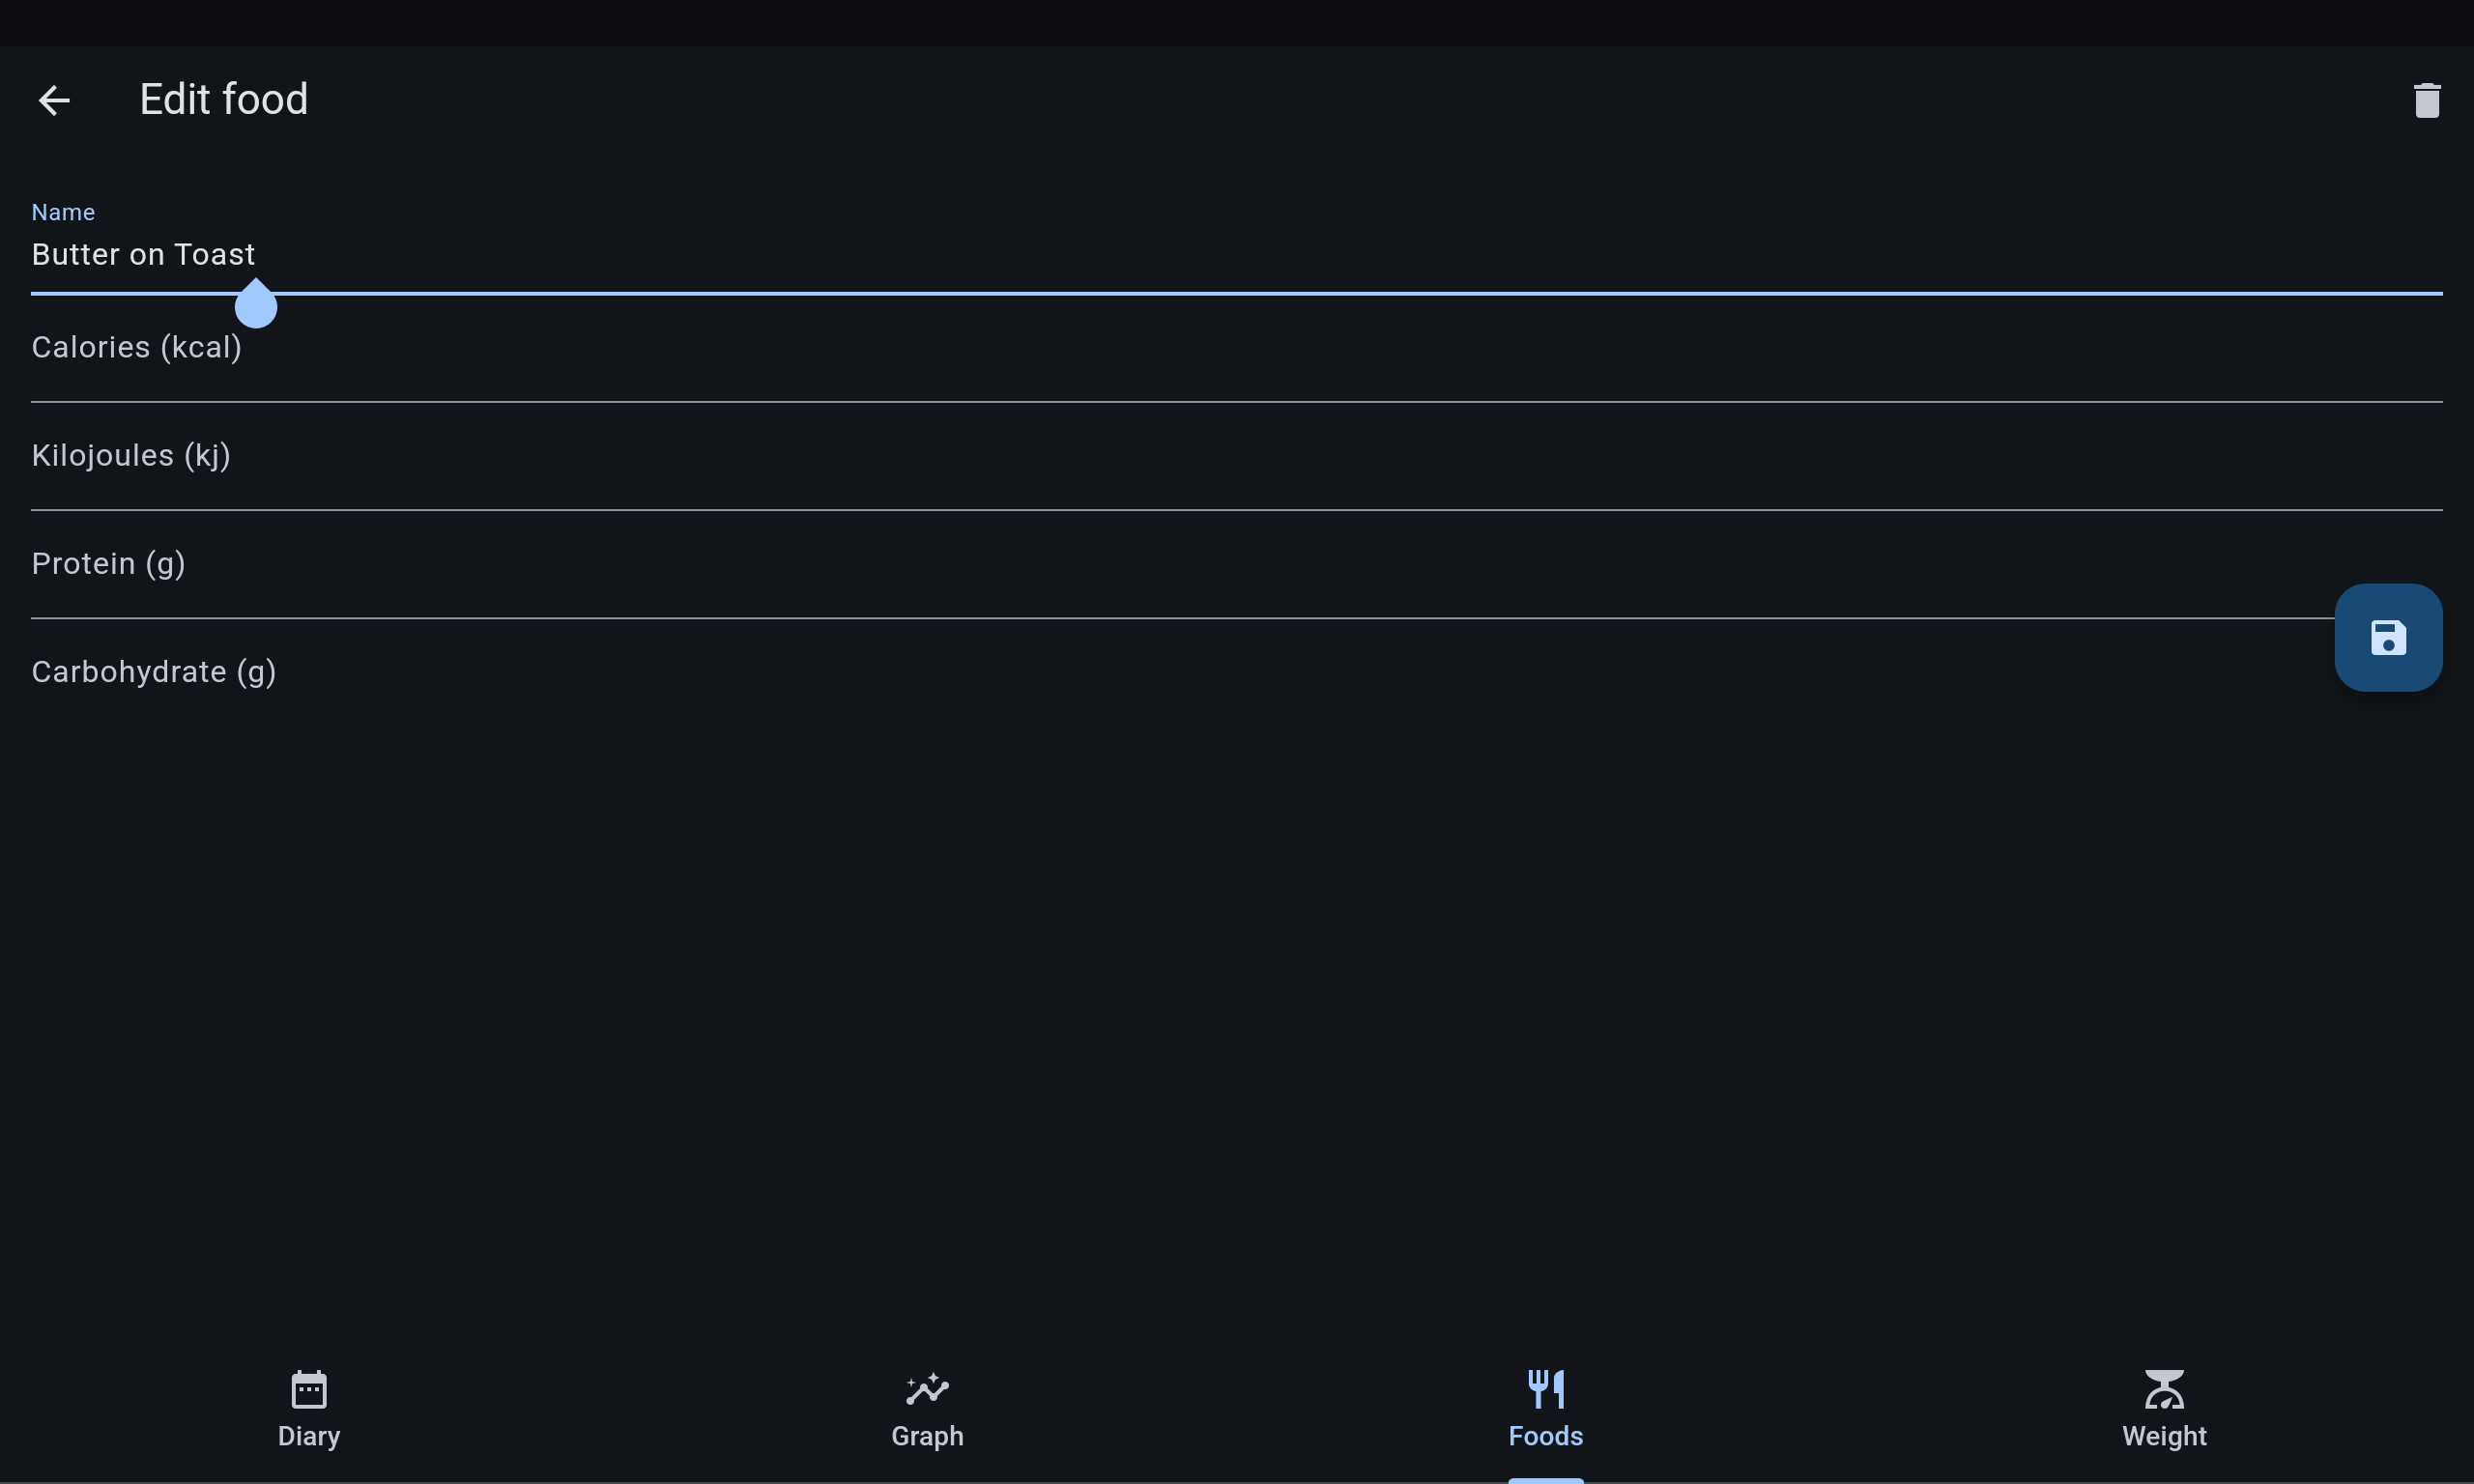 Edit food
Name
Butter on Toast
Calories (kcal)
Kilojoules (kj)
Protein (g)
Carbohydrate (g)
Diary
Graph
Foods
Weight